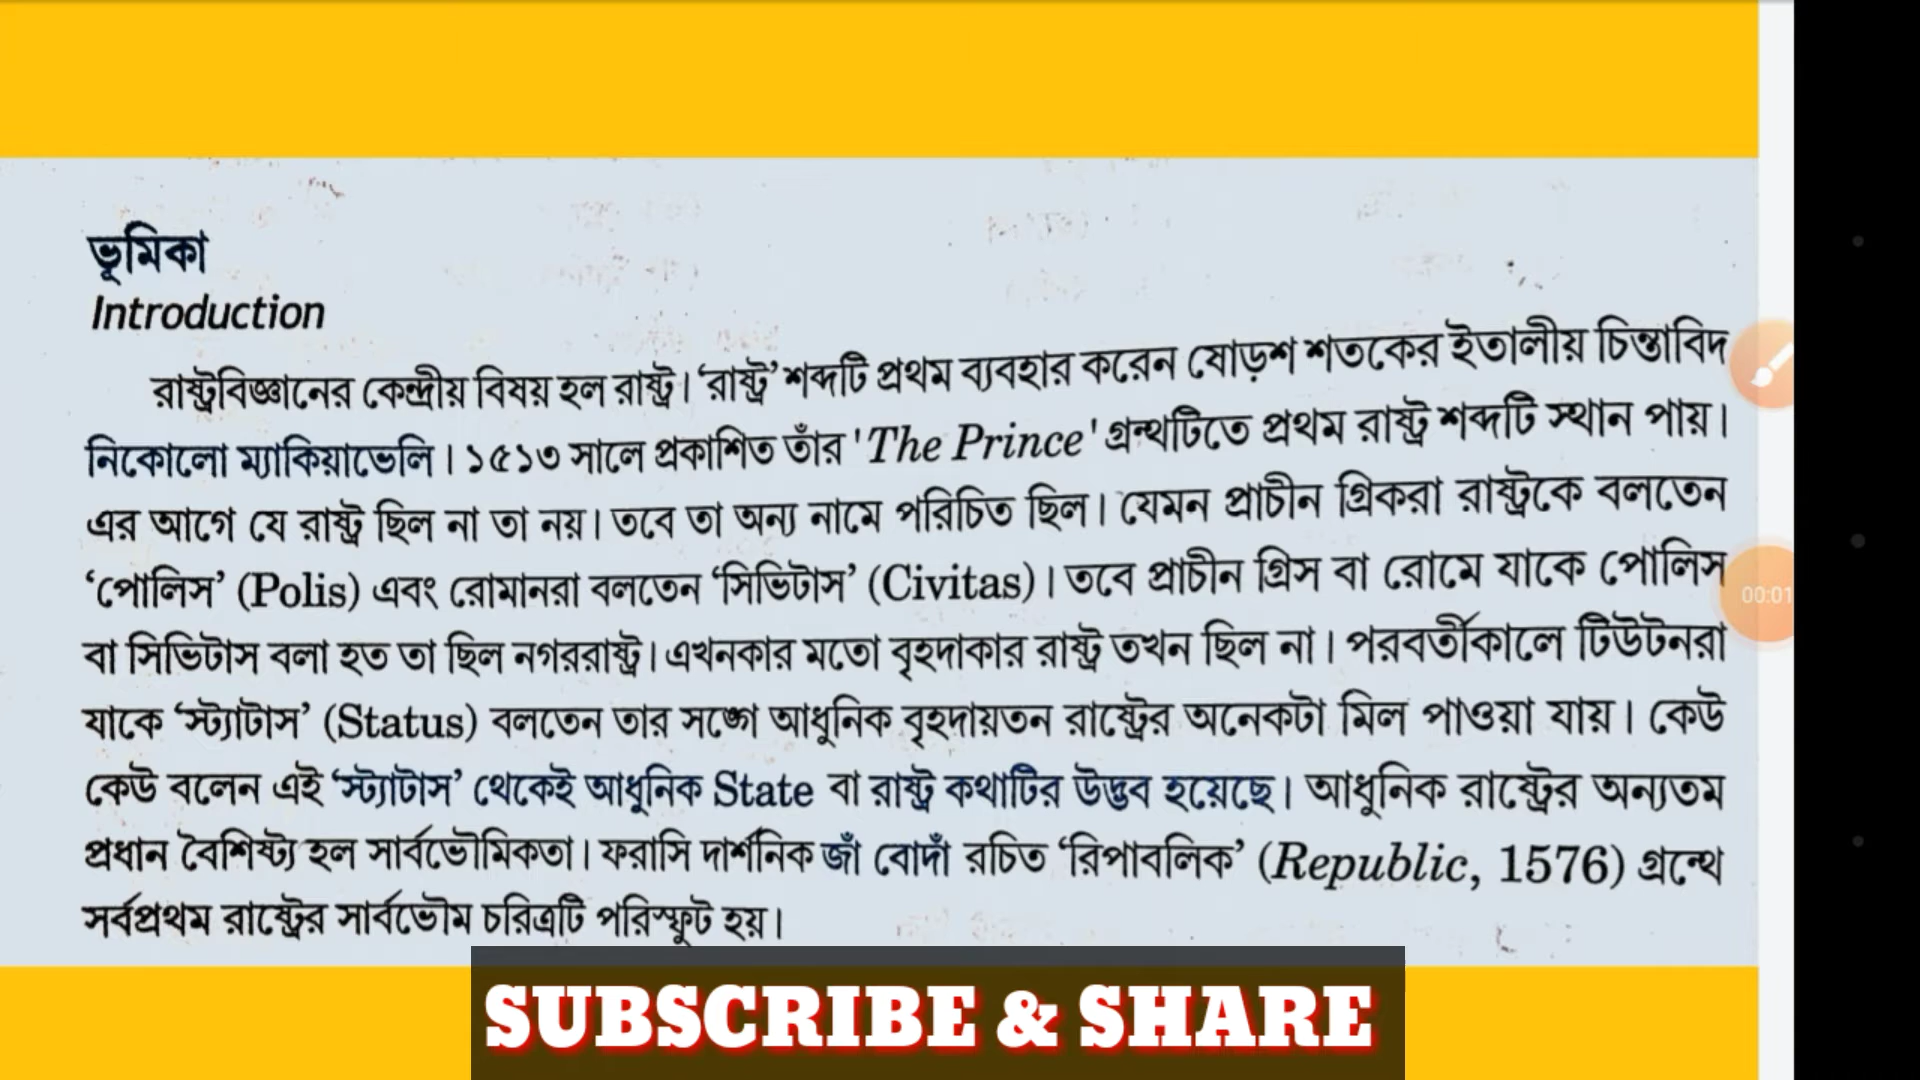 ভূমিকা
Introduction
রাষ্ট্রবিজ্ঞানের কেন্দ্রীয় বিষয় হল রাষ্ট্র। ‘রাষ্ট্র’ শব্দটি প্রথম ব্যবহার করেন ষোড়শ শতকের ইতালীয় চিন্তাবিদ
নিকোলো ম্যাকিয়াভেলি। ১৫১৩ সালে প্রকাশিত তাঁর 'The Prince' গ্রন্থটিতে প্রথম রাষ্ট্র শব্দটি স্থান পায়।
এর আগে যে রাষ্ট্র ছিল না তা নয়। তবে তা অন্য নামে পরিচিত ছিল। যেমন প্রাচীন গ্রিকরা রাষ্ট্রকে বলতেন
‘পোলিস’ (Polis) এবং রোমানরা বলতেন ‘সিভিটাস’ (Civitas)। তবে প্রাচীন গ্রিস বা রোমে যাকে পোলিস
বা সিভিটাস বলা হত তা ছিল নগররাষ্ট্র। এখনকার মতো বৃহদাকার রাষ্ট্র তখন ছিল না। পরবর্তীকালে টিউটনরা
যাকে ‘স্ট্যাটাস’ (Status) বলতেন তার সঙ্গে আধুনিক বৃহদায়তন রাষ্ট্রের অনেকটা মিল পাওয়া যায়। কেউ
কেউ বলেন এই ‘স্ট্যাটাস’ থেকেই আধুনিক State বা রাষ্ট্র কথাটির উদ্ভব হয়েছে। আধুনিক রাষ্ট্রের অন্যতম
প্রধান বৈশিষ্ট্য হল সার্বভৌমিকতা। ফরাসি দার্শনিক জাঁ বোদাঁ রচিত ‘রিপাবলিক’ (Republic, 1576) গ্রন্থে
সর্বপ্রথম রাষ্ট্রের সার্বভৌম চরিত্রটি পরিস্ফুট হয়।
00:01
SUBSCRIBE & SHARE